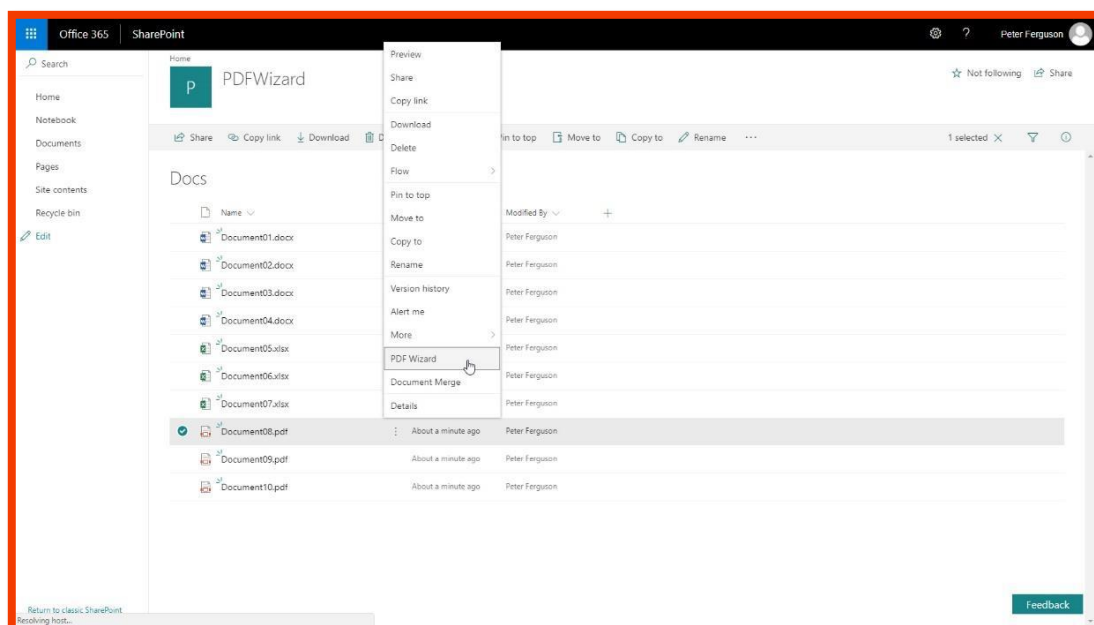 Office 365
SharePoint
?
Peter Ferguson
Search
Home
Notebook
Documents
Pages
Site contents
Recycle bin
Edit
Return to classic SharePoint
Resolving host...
Home
P
PDFWizard
Not following
Share
Share
Copy link
Download
D
in to top
Move to
Copy to
Rename
...
1 selected
Docs
Name
Modified By
+
Document01.docx
Peter Ferguson
Document02.docx
Peter Ferguson
Document03.docx
Peter Ferguson
Document04.docx
Peter Ferguson
Document05.xlsx
Peter Ferguson
Document06.xlsx
Peter Ferguson
Document07.xlsx
Peter Ferguson
Document08.pdf
About a minute ago
Peter Ferguson
Document09.pdf
About a minute ago
Peter Ferguson
Document10.pdf
About a minute ago
Peter Ferguson
Preview
Share
Copy link
Download
Delete
Flow
Pin to top
Move to
Copy to
Rename
Version history
Alert me
More
PDF Wizard
Document Merge
Details
Feedback